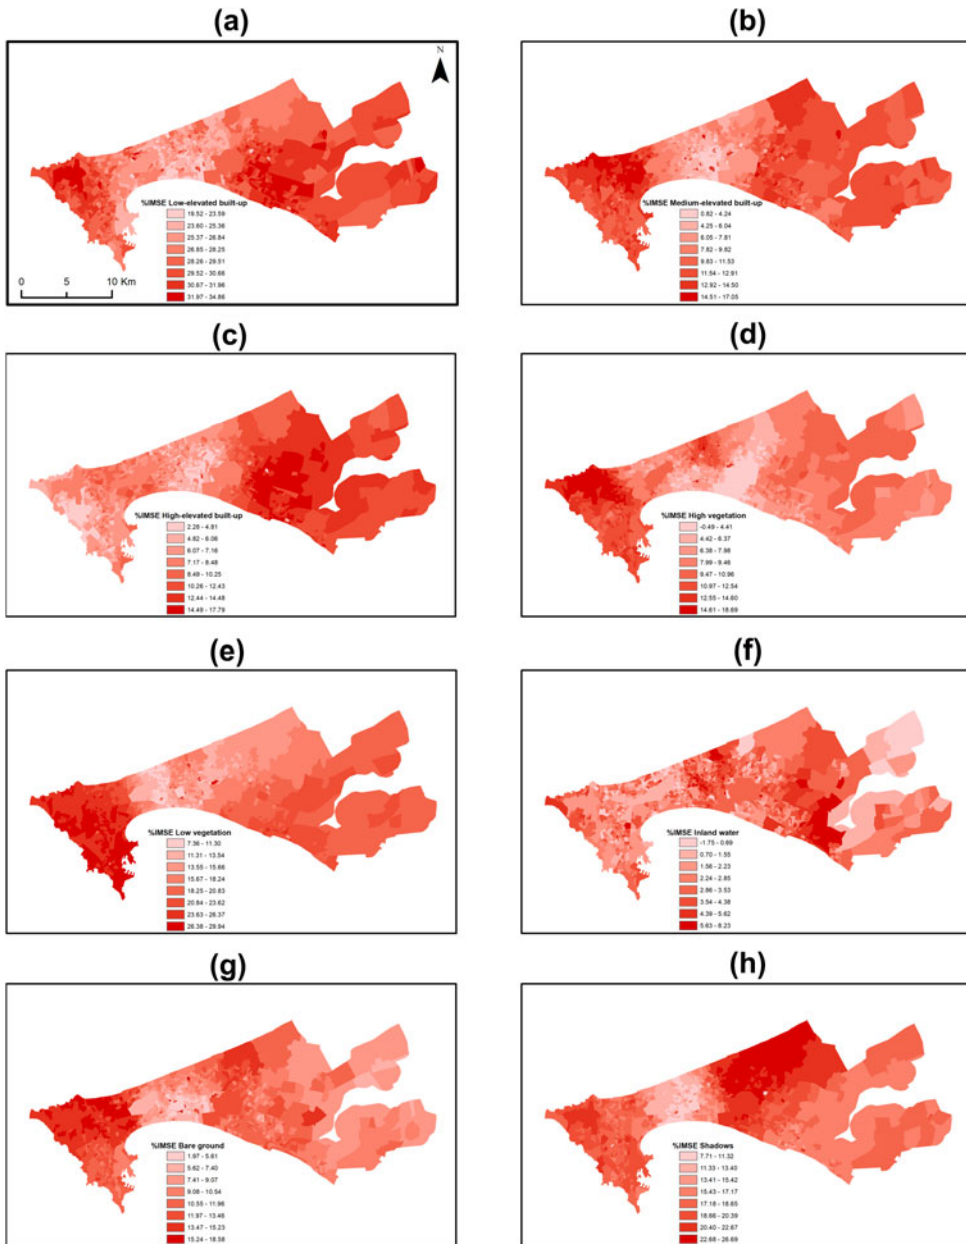 (a)
N
%IMSE Low-elevated built-up
19.52 - 23.59
23.60 - 25.36
25.37 - 26.84
26.85 - 28.25
28.26 - 29.51
29.52 - 30.66
30.67 - 31.96
31.97 - 34.86
0 5 10 Km
(b)
%IMSE Medium-elevated built-up
0.82 - 4.24
4.25 - 6.04
6.05 - 7.81
7.82 - 9.82
9.83 - 11.53
11.54 - 12.91
12.92 - 14.50
14.51 - 17.05
(c)
%IMSE High-elevated built-up
2.28 - 4.81
4.82 - 6.06
6.07 - 7.16
7.17 - 8.48
8.49 - 10.25
10.26 - 12.43
12.44 - 14.48
14.49 - 17.79
(d)
%IMSE High vegetation
-0.49 - 4.41
4.42 - 6.37
6.38 - 7.98
7.99 - 9.46
9.47 - 10.96
10.97 - 12.54
12.55 - 14.60
14.61 - 18.69
(e)
%IMSE Low vegetation
7.36 - 11.30
11.31 - 13.54
13.55 - 15.66
15.67 - 18.24
18.25 - 20.83
20.84 - 23.62
23.63 - 26.37
26.38 - 29.94
(f)
%IMSE Inland water
-1.75 - 0.69
0.70 - 1.55
1.56 - 2.23
2.24 - 2.85
2.86 - 3.53
3.54 - 4.38
4.39 - 5.62
5.63 - 8.23
(g)
%IMSE Bare ground
1.97 - 5.61
5.62 - 7.40
7.41 - 9.07
9.08 - 10.54
10.55 - 11.96
11.97 - 13.46
13.47 - 15.23
15.24 - 18.58
(h)
%IMSE Shadows
7.71 - 11.32
11.33 - 13.40
13.41 - 15.42
15.43 - 17.17
17.18 - 18.65
18.66 - 20.39
20.40 - 22.67
22.68 - 26.69